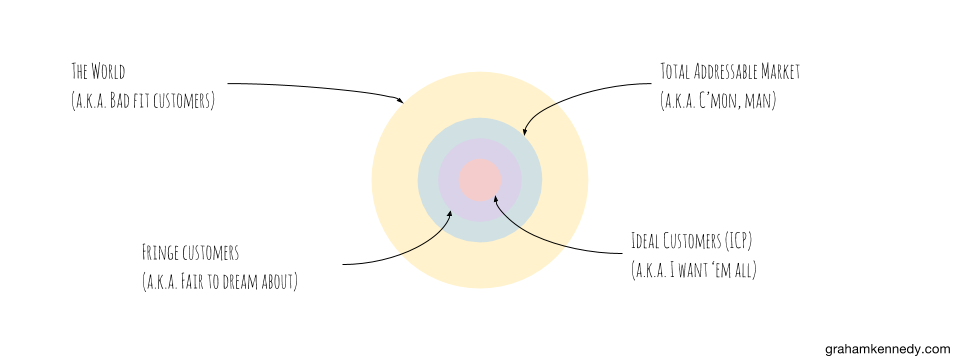 The World
(a.k.a. Bad fit customers)
Total Addressable Market
(a.k.a. C’mon, man)
Fringe customers
(a.k.a. Fair to dream about)
Ideal Customers (ICP)
(a.k.a. I want ‘em all)
grahamkennedy.com